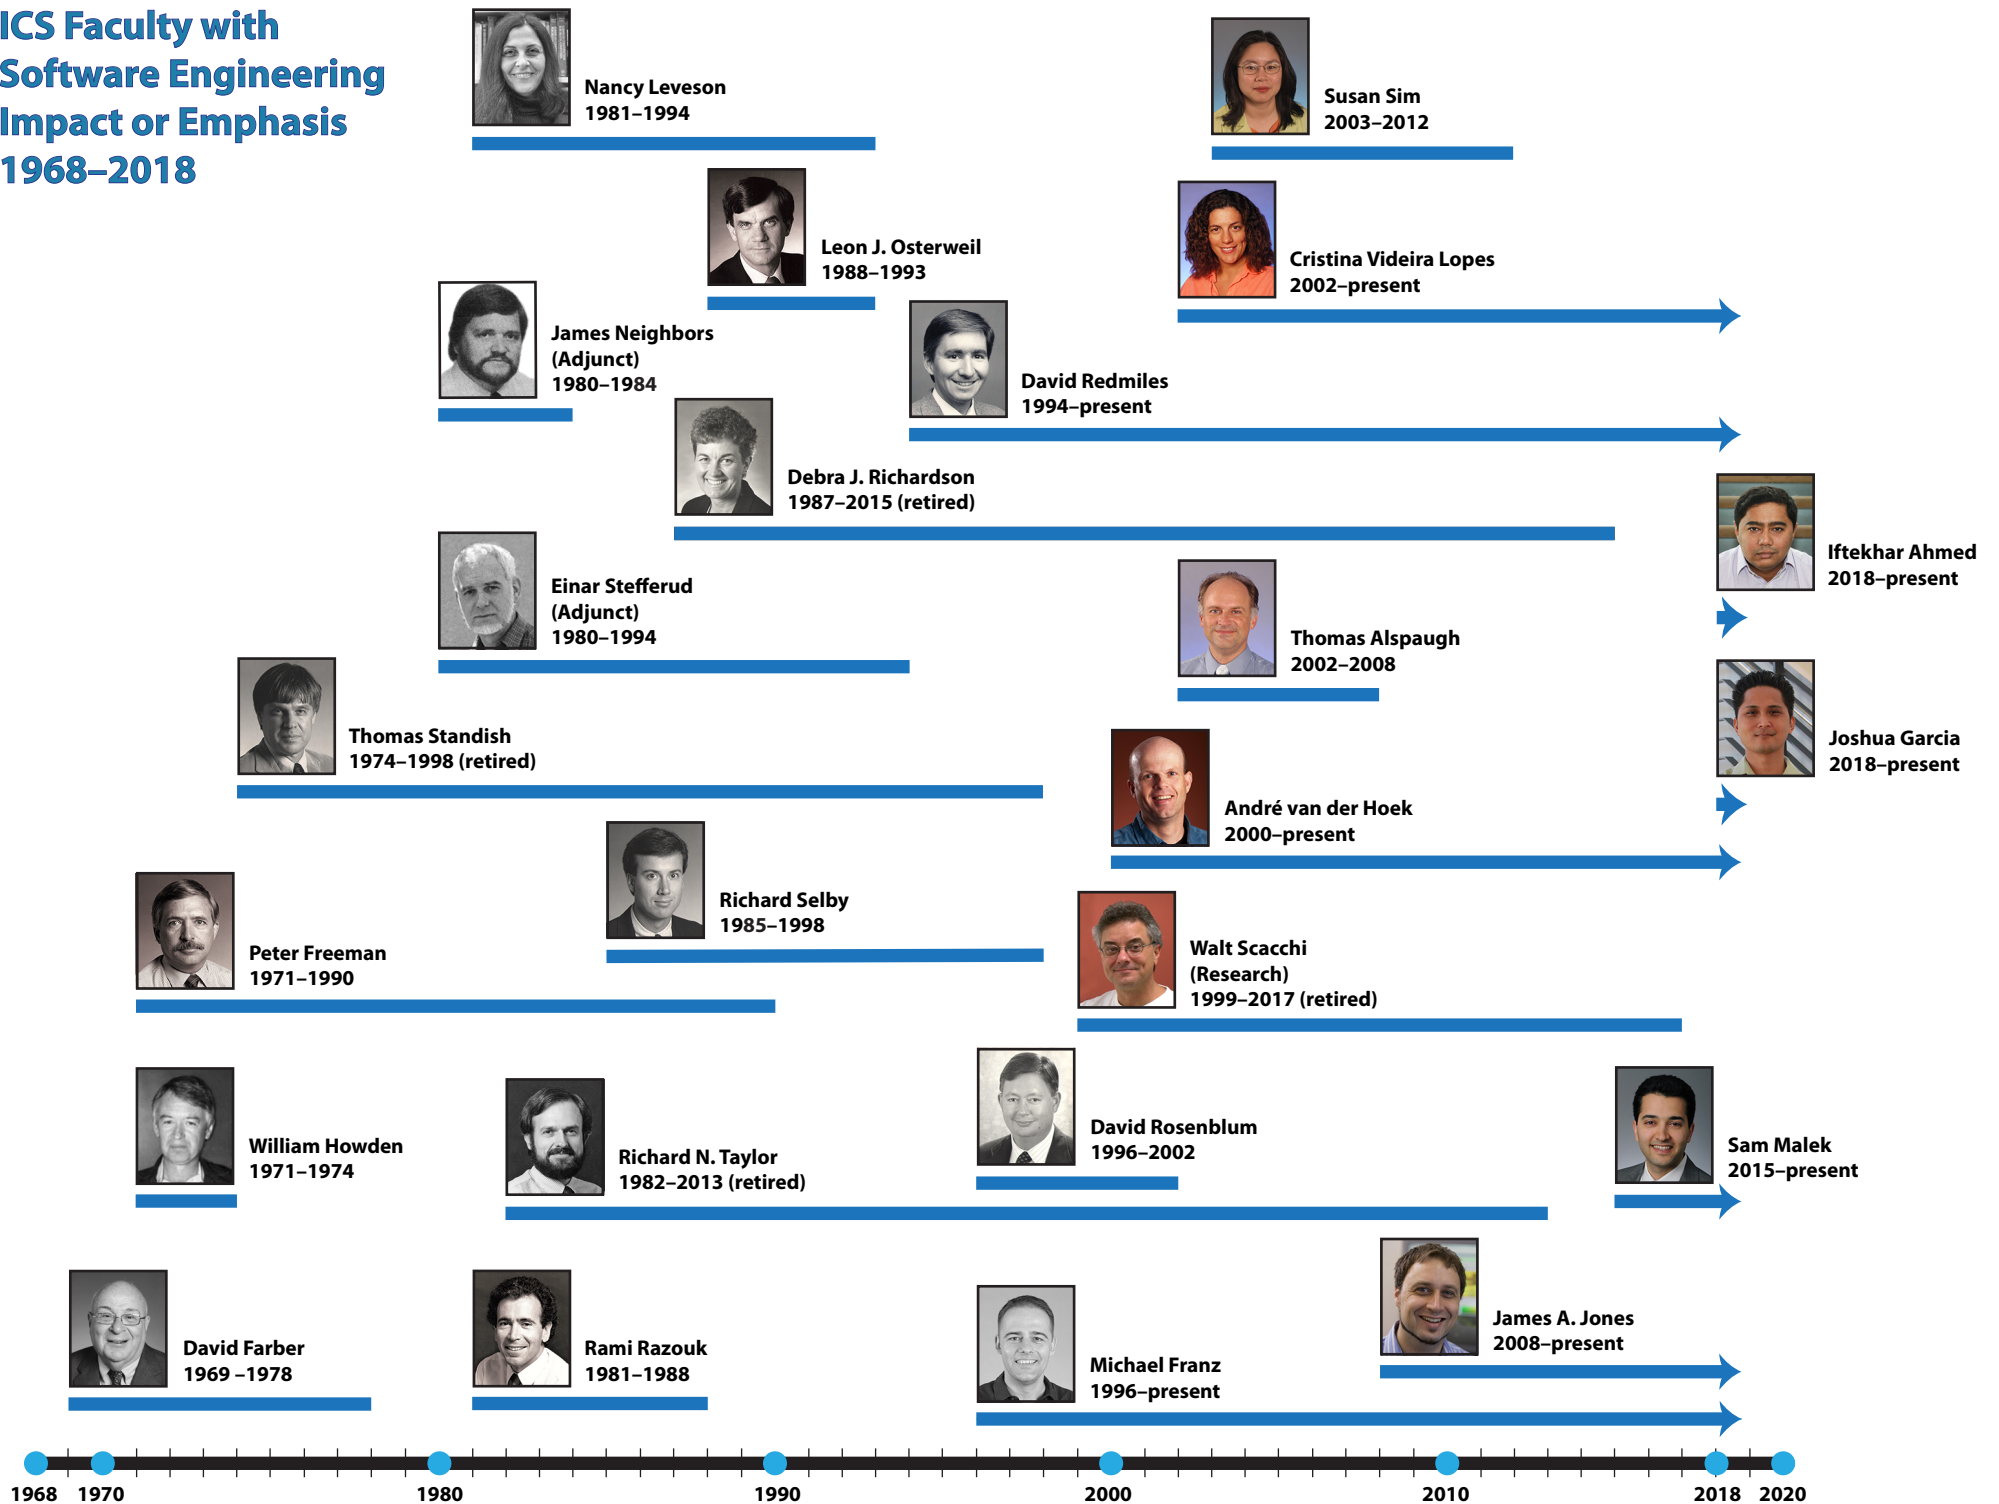 ICS Faculty with
Software Engineering
Impact or Emphasis
1968–2018
Nancy Leveson
1981–1994
Susan Sim
2003–2012
Leon J. Osterweil
1988–1993
Cristina Videira Lopes
2002–present
James Neighbors
(Adjunct)
1980–1984
David Redmiles
1994–present
Debra J. Richardson
1987–2015 (retired)
Iftekhar Ahmed
2018–present
Einar Stefferud
(Adjunct)
1980–1994
Thomas Alspaugh
2002–2008
Thomas Standish
1974–1998 (retired)
Joshua Garcia
2018–present
André van der Hoek
2000–present
Richard Selby
1985–1998
Peter Freeman
1971–1990
Walt Scacchi
(Research)
1999–2017 (retired)
William Howden
1971–1974
Richard N. Taylor
1982–2013 (retired)
David Rosenblum
1996–2002
Sam Malek
2015–present
David Farber
1969 –1978
Rami Razouk
1981–1988
Michael Franz
1996–present
James A. Jones
2008–present
1968 1970 1980 1990 2000 2010 2018 2020